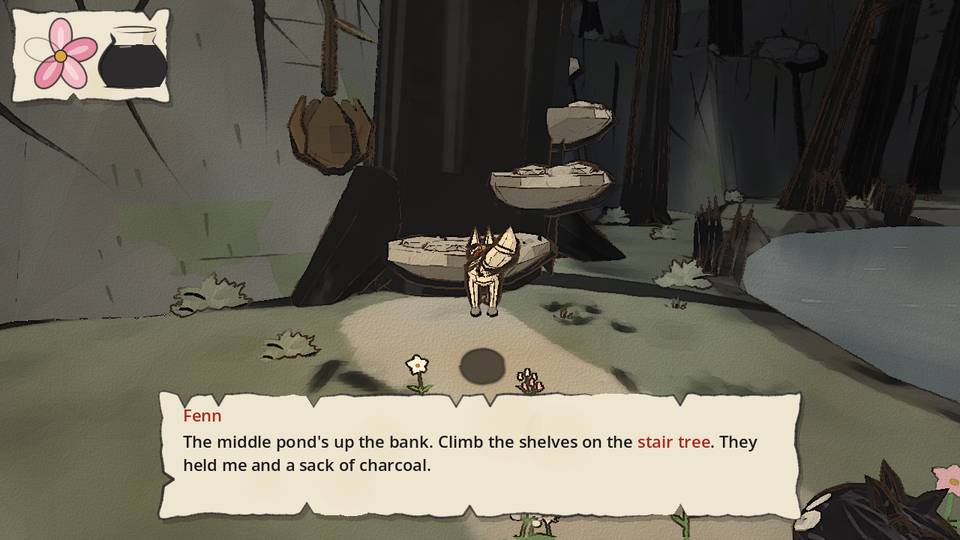 Fenn
The middle pond's up the bank. Climb the shelves on the stair tree. They
held me and a sack of charcoal.